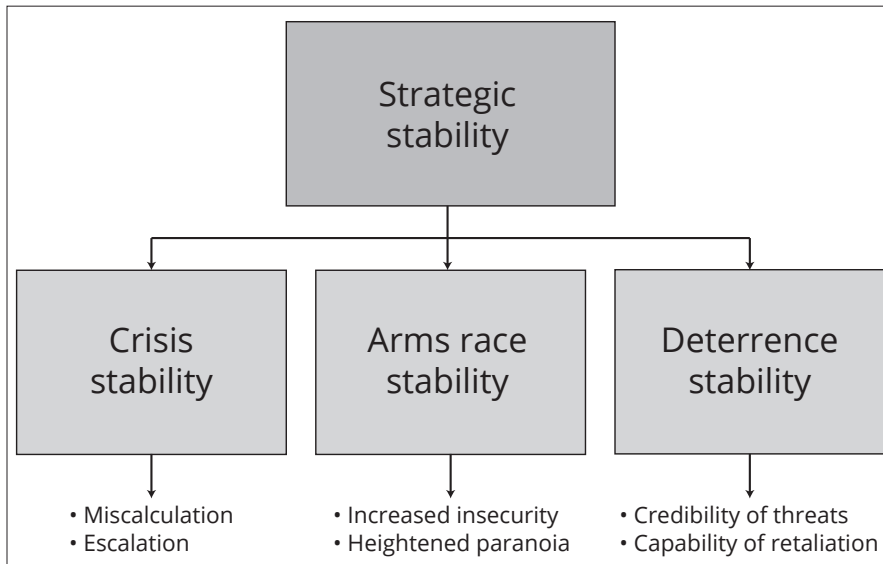 Strategic
stability
Crisis
stability
Arms race
stability
Deterrence
stability
• Miscalculation
• Escalation
• Increased insecurity
• Heightened paranoia
• Credibility of threats
• Capability of retaliation